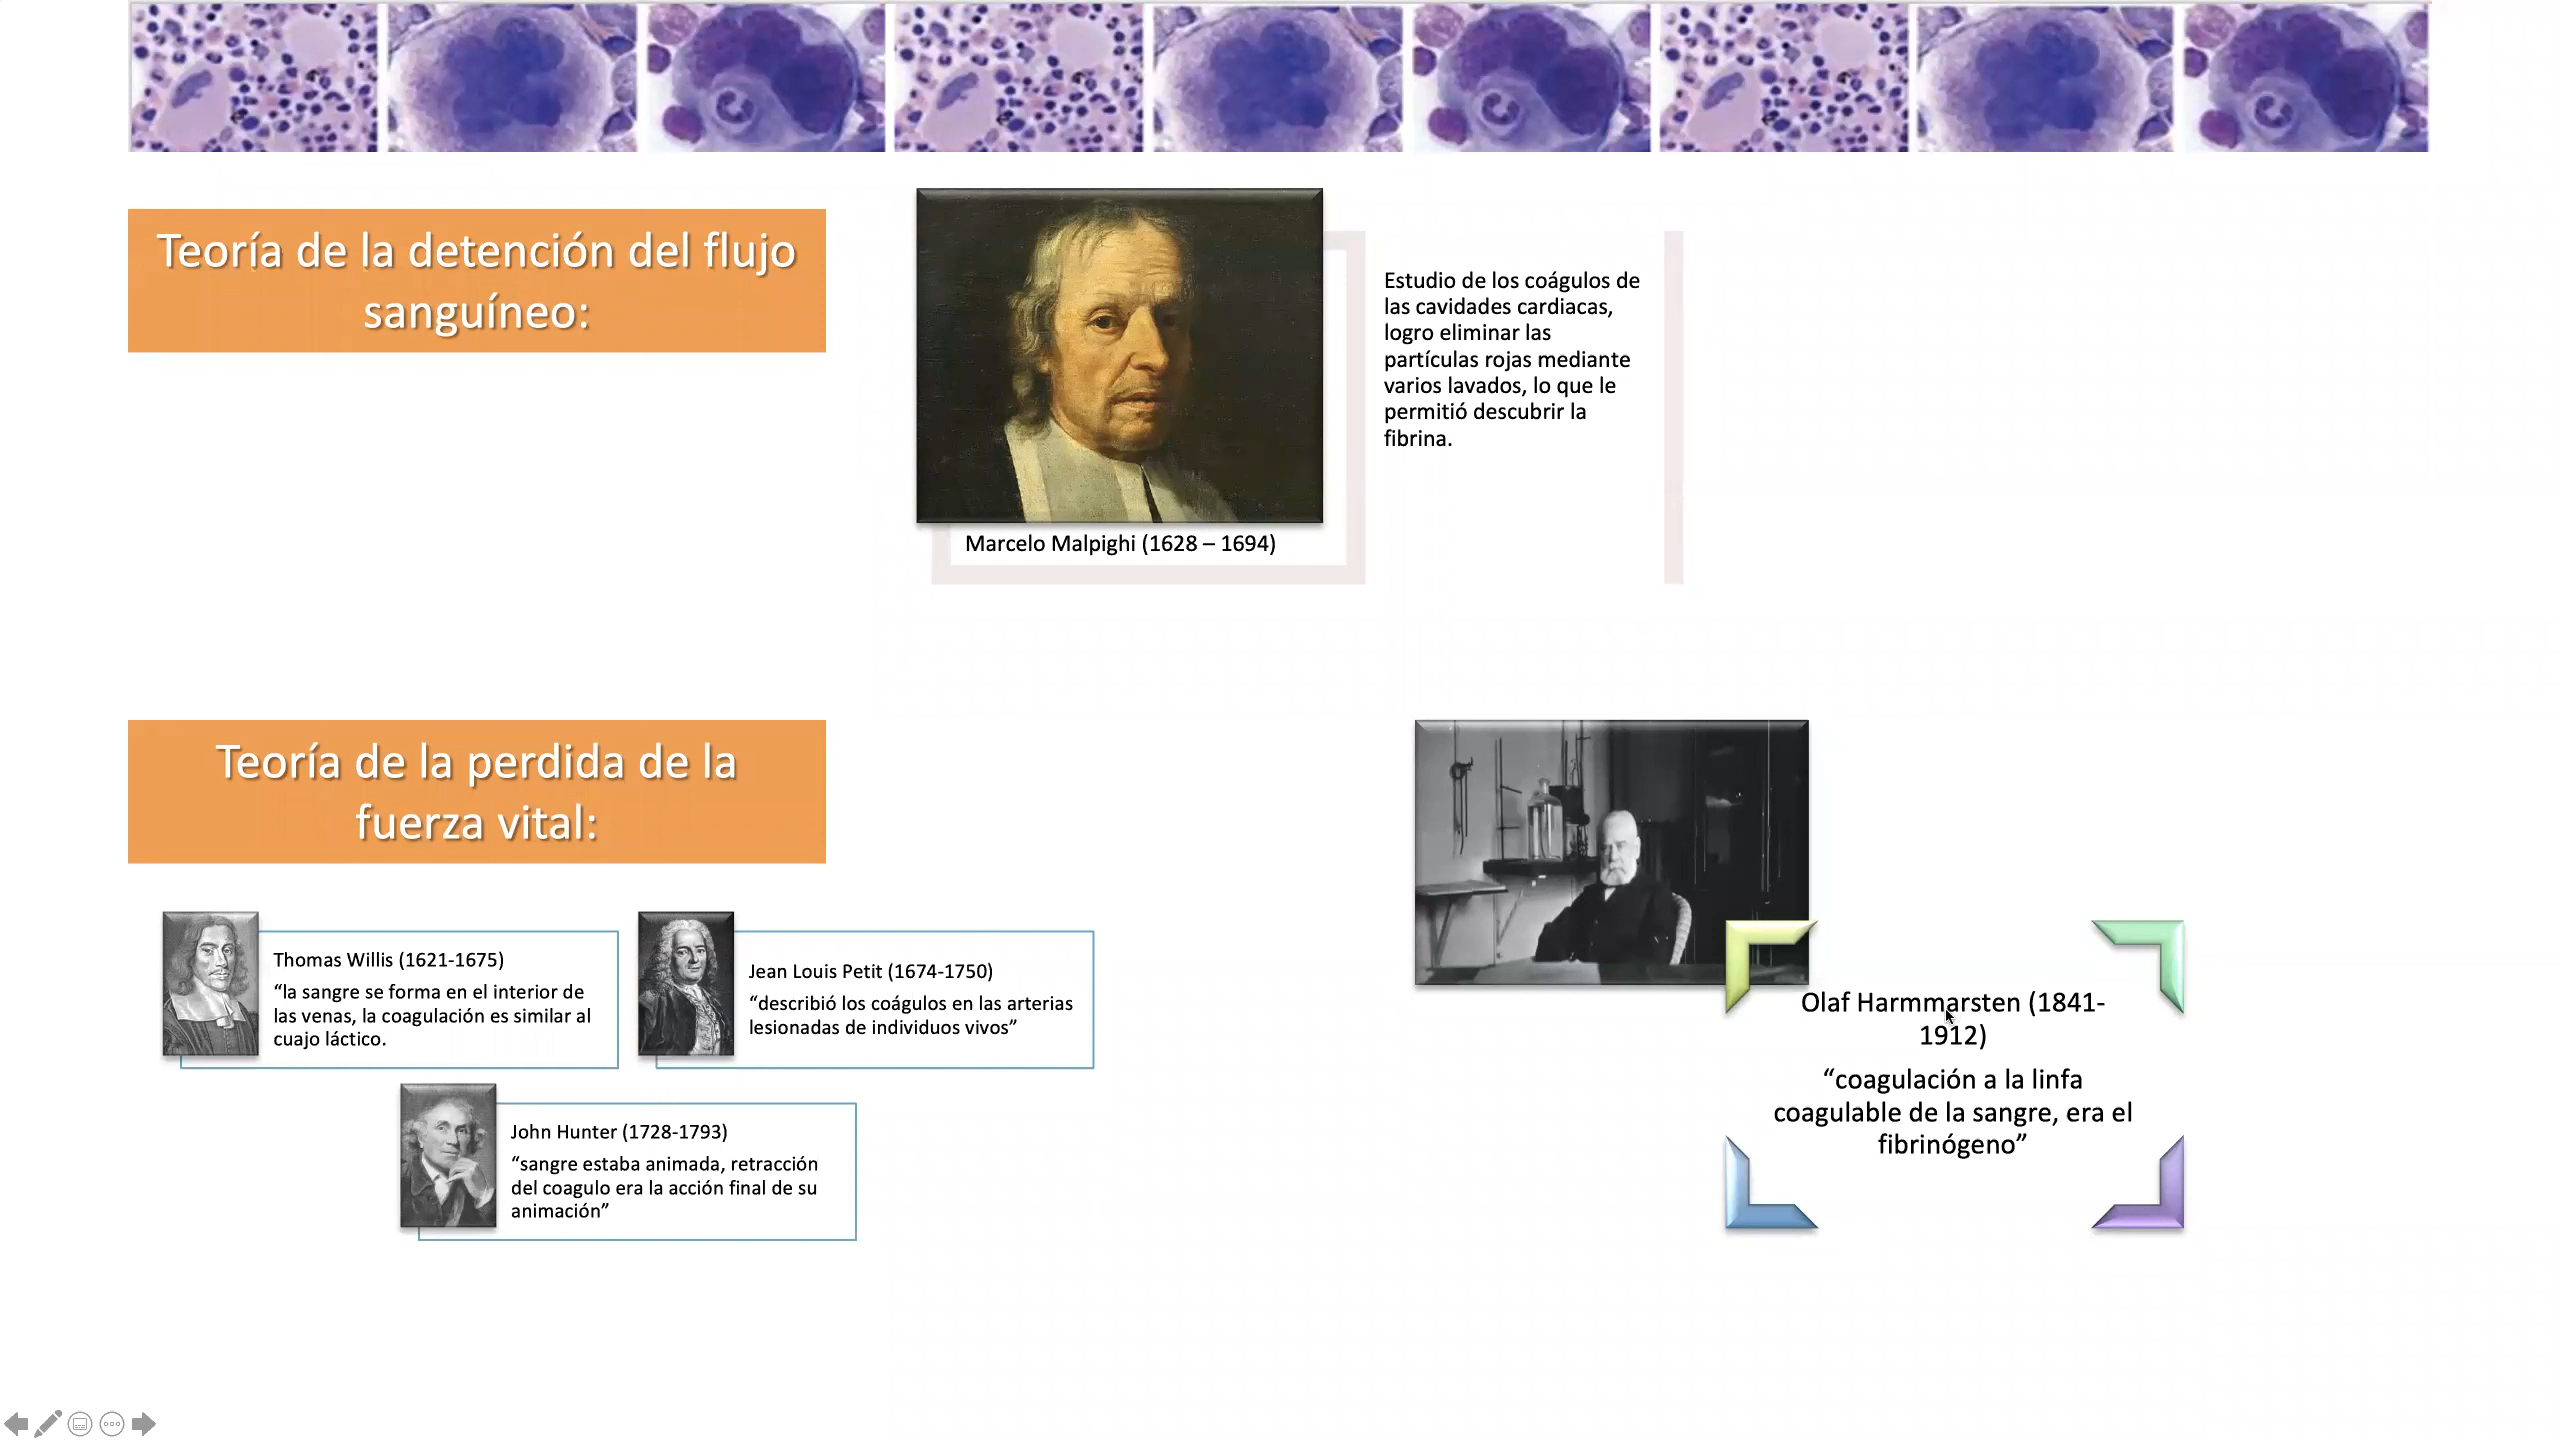 Teoría de la detención del flujo
sanguíneo:
Estudio de los coágulos de
las cavidades cardiacas,
logro eliminar las
partículas rojas mediante
varios lavados, lo que le
permitió descubrir la
fibrina.
Marcelo Malpighi (1628 – 1694)
Teoría de la perdida de la
fuerza vital:
Thomas Willis (1621-1675)
“la sangre se forma en el interior de
las venas, la coagulación es similar al
cuajo láctico.
Jean Louis Petit (1674-1750)
“describió los coágulos en las arterias
lesionadas de individuos vivos”
John Hunter (1728-1793)
“sangre estaba animada, retracción
del coagulo era la acción final de su
animación”
Olaf Harmmarsten (1841-
1912)
“coagulación a la linfa
coagulable de la sangre, era el
fibrinógeno”